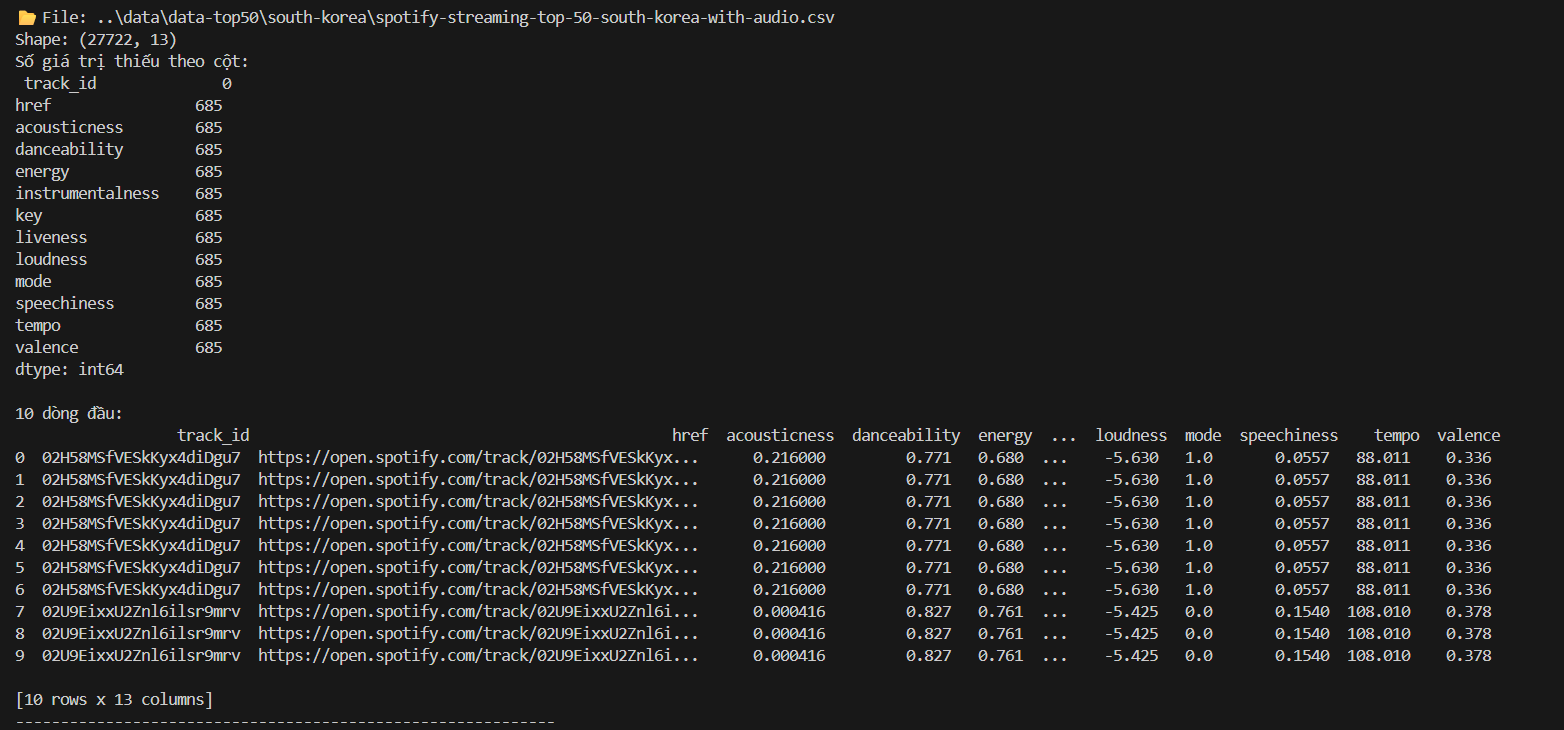 📂 File: ..\data\data-top50\south-korea\spotify-streaming-top-50-south-korea-with-audio.csv
Shape: (27722, 13)
Số giá trị thiếu theo cột:
track_id 0
href 685
acousticness 685
danceability 685
energy 685
instrumentalness 685
key 685
liveness 685
loudness 685
mode 685
speechiness 685
tempo 685
valence 685
dtype: int64
10 dòng đầu:
track_id href acousticness danceability energy ... loudness mode speechiness tempo valence
0 02H58MSfVESkKyx4diDgu7 https://open.spotify.com/track/02H58MSfVESkKyx... 0.216000 0.771 0.680 ... -5.630 1.0 0.0557 88.011 0.336
1 02H58MSfVESkKyx4diDgu7 https://open.spotify.com/track/02H58MSfVESkKyx... 0.216000 0.771 0.680 ... -5.630 1.0 0.0557 88.011 0.336
2 02H58MSfVESkKyx4diDgu7 https://open.spotify.com/track/02H58MSfVESkKyx... 0.216000 0.771 0.680 ... -5.630 1.0 0.0557 88.011 0.336
3 02H58MSfVESkKyx4diDgu7 https://open.spotify.com/track/02H58MSfVESkKyx... 0.216000 0.771 0.680 ... -5.630 1.0 0.0557 88.011 0.336
4 02H58MSfVESkKyx4diDgu7 https://open.spotify.com/track/02H58MSfVESkKyx... 0.216000 0.771 0.680 ... -5.630 1.0 0.0557 88.011 0.336
5 02H58MSfVESkKyx4diDgu7 https://open.spotify.com/track/02H58MSfVESkKyx... 0.216000 0.771 0.680 ... -5.630 1.0 0.0557 88.011 0.336
6 02H58MSfVESkKyx4diDgu7 https://open.spotify.com/track/02H58MSfVESkKyx... 0.216000 0.771 0.680 ... -5.630 1.0 0.0557 88.011 0.336
7 02U9EixxU2Znl6ilsr9mrv https://open.spotify.com/track/02U9EixxU2Znl6i... 0.000416 0.827 0.761 ... -5.425 0.0 0.1540 108.010 0.378
8 02U9EixxU2Znl6ilsr9mrv https://open.spotify.com/track/02U9EixxU2Znl6i... 0.000416 0.827 0.761 ... -5.425 0.0 0.1540 108.010 0.378
9 02U9EixxU2Znl6ilsr9mrv https://open.spotify.com/track/02U9EixxU2Znl6i... 0.000416 0.827 0.761 ... -5.425 0.0 0.1540 108.010 0.378
[10 rows x 13 columns]
------------------------------------------------------------